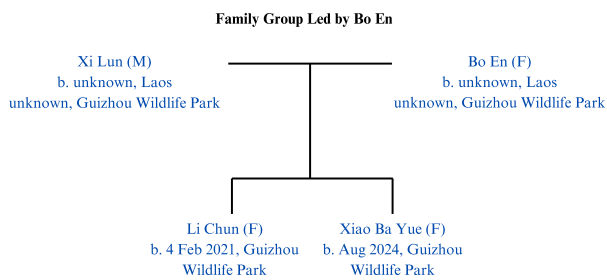 Family Group Led by Bo En
Xi Lun (M)
b. unknown, Laos
unknown, Guizhou Wildlife Park
Bo En (F)
b. unknown, Laos
unknown, Guizhou Wildlife Park
Li Chun (F)
b. 4 Feb 2021, Guizhou
Wildlife Park
Xiao Ba Yue (F)
b. Aug 2024, Guizhou
Wildlife Park